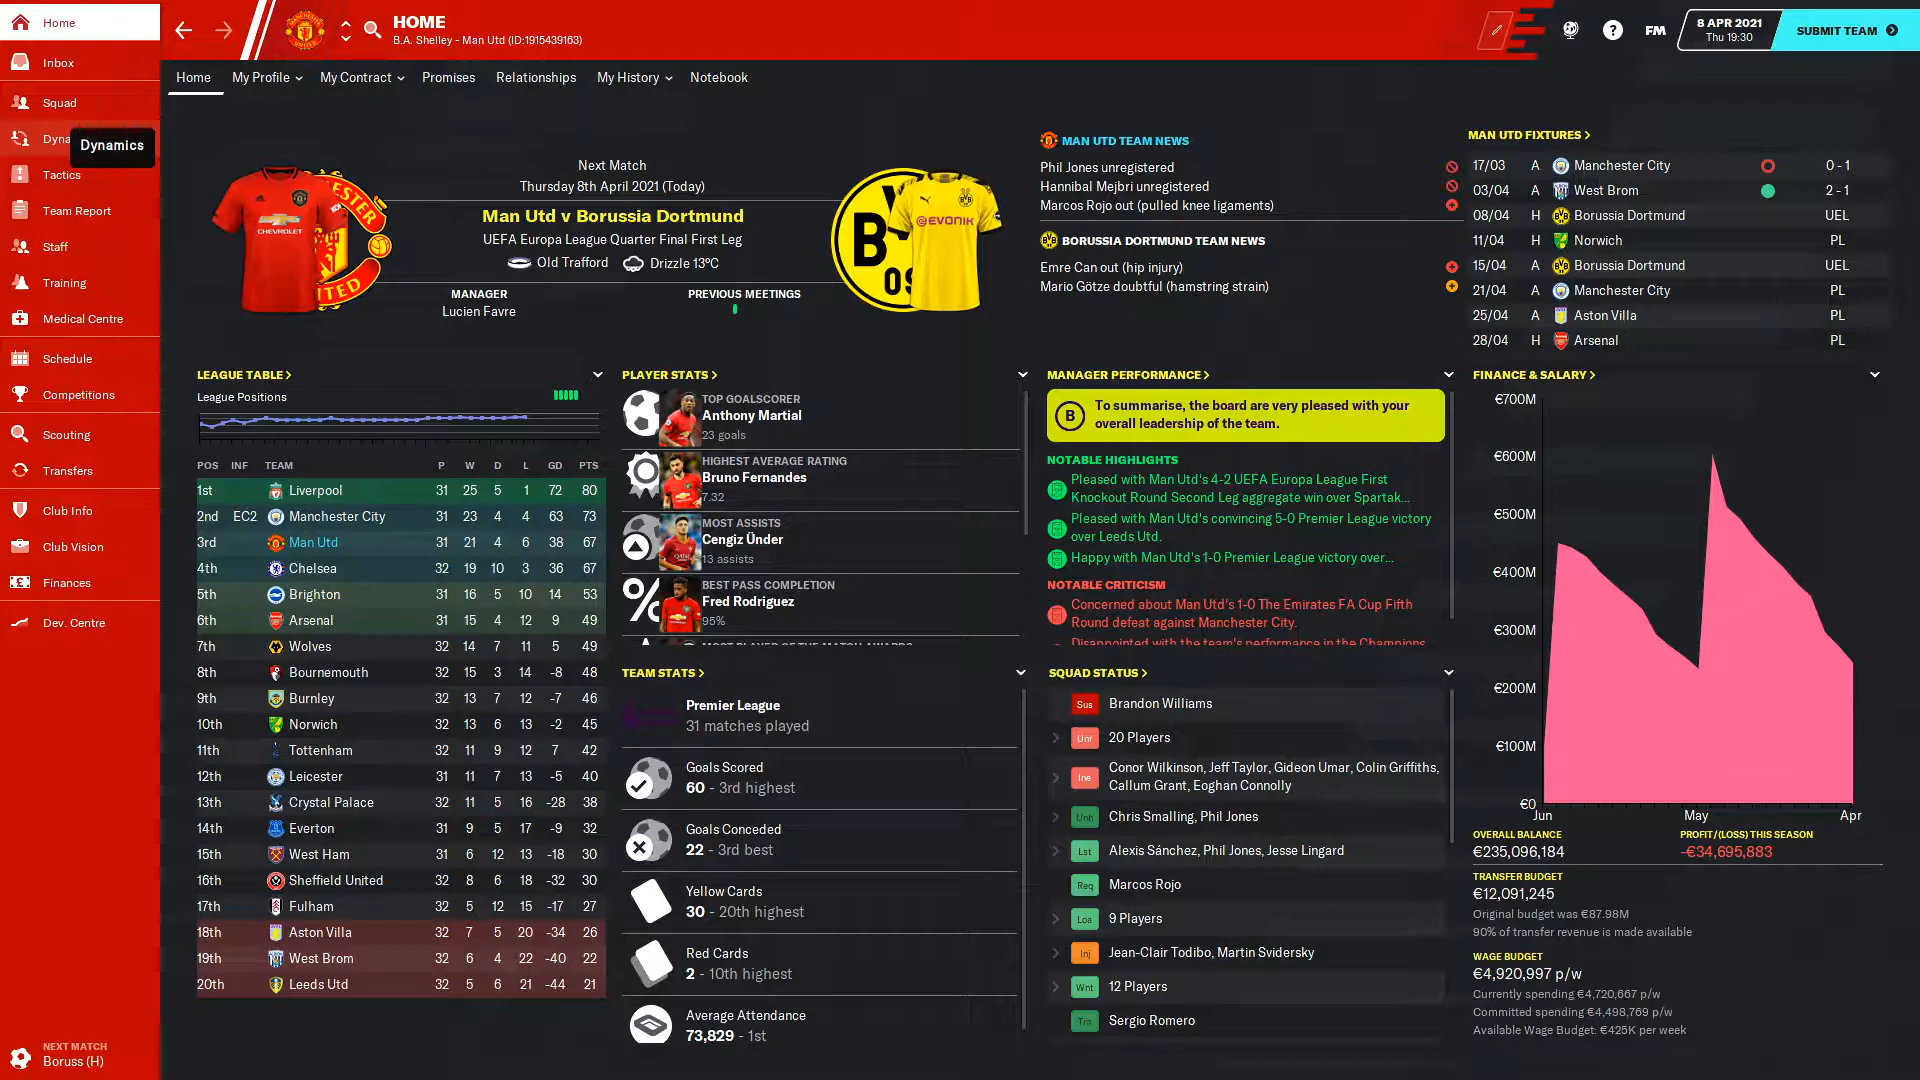 Home
Inbox
Squad
Dyna
Dynamics
Tactics
Team Report
Staff
Training
Medical Centre
Schedule
Competitions
Scouting
Transfers
Club Info
Club Vision
Finances
Dev. Centre
NEXT MATCH
Boruss (H)
HOME
B.A. Shelley - Man Utd (ID:1915439163)
FM
8 APR 2021
Thu 19:30
SUBMIT TEAM
Home My Profile My Contract Promises Relationships My History Notebook
Next Match
Thursday 8th April 2021 (Today)
Man Utd v Borussia Dortmund
UEFA Europa League Quarter Final First Leg
Old Trafford Drizzle 13ºC
MANAGER
Lucien Favre
PREVIOUS MEETINGS
CHEVROLET
EVONIK
MAN UTD TEAM NEWS
Phil Jones unregistered
Hannibal Mejbri unregistered
Marcos Rojo out (pulled knee ligaments)
BORUSSIA DORTMUND TEAM NEWS
Emre Can out (hip injury)
Mario Götze doubtful (hamstring strain)
MAN UTD FIXTURES
17/03 A Manchester City 0 - 1
03/04 A West Brom 2 - 1
08/04 H Borussia Dortmund UEL
11/04 H Norwich PL
15/04 A Borussia Dortmund UEL
21/04 A Manchester City PL
25/04 A Aston Villa PL
28/04 H Arsenal PL
LEAGUE TABLE
League Positions
POS INF TEAM P W D L GD PTS
1st Liverpool 31 25 5 1 72 80
2nd EC2 Manchester City 31 23 4 4 63 73
3rd Man Utd 31 21 4 6 38 67
4th Chelsea 32 19 10 3 36 67
5th Brighton 31 16 5 10 14 53
6th Arsenal 31 15 4 12 9 49
7th Wolves 32 14 7 11 5 49
8th Bournemouth 32 15 3 14 -8 48
9th Burnley 32 13 7 12 -7 46
10th Norwich 32 13 6 13 -2 45
11th Tottenham 32 11 9 12 7 42
12th Leicester 31 11 7 13 -5 40
13th Crystal Palace 32 11 5 16 -28 38
14th Everton 31 9 5 17 -9 32
15th West Ham 31 6 12 13 -18 30
16th Sheffield United 32 8 6 18 -32 30
17th Fulham 32 5 12 15 -17 27
18th Aston Villa 32 7 5 20 -34 26
19th West Brom 32 6 4 22 -40 22
20th Leeds Utd 32 5 6 21 -44 21
PLAYER STATS
TOP GOALSCORER
Anthony Martial
23 goals
HIGHEST AVERAGE RATING
Bruno Fernandes
7.32
MOST ASSISTS
Cengiz Ünder
13 assists
BEST PASS COMPLETION
Fred Rodriguez
95%
MOST PLAYER OF THE MATCH AWARDS
TEAM STATS
Premier League
31 matches played
Goals Scored
60 - 3rd highest
Goals Conceded
22 - 3rd best
Yellow Cards
30 - 20th highest
Red Cards
2 - 10th highest
Average Attendance
73,829 - 1st
MANAGER PERFORMANCE
B
To summarise, the board are very pleased with your
overall leadership of the team.
NOTABLE HIGHLIGHTS
Pleased with Man Utd's 4-2 UEFA Europa League First
Knockout Round Second Leg aggregate win over Spartak...
Pleased with Man Utd's convincing 5-0 Premier League victory
over Leeds Utd.
Happy with Man Utd's 1-0 Premier League victory over...
NOTABLE CRITICISM
Concerned about Man Utd's 1-0 The Emirates FA Cup Fifth
Round defeat against Manchester City.
Disappointed with the team's performance in the Champions
SQUAD STATUS
Sus Brandon Williams
Unr 20 Players
Ine Conor Wilkinson, Jeff Taylor, Gideon Umar, Colin Griffiths,
Callum Grant, Eoghan Connolly
Unh Chris Smalling, Phil Jones
Lst Alexis Sánchez, Phil Jones, Jesse Lingard
Req Marcos Rojo
Loa 9 Players
Inj Jean-Clair Todibo, Martin Svidersky
Wnt 12 Players
Trn Sergio Romero
FINANCE & SALARY
€700M
€600M
€500M
€400M
€300M
€200M
€100M
€0
Jun May Apr
OVERALL BALANCE
€235,096,184
PROFIT/(LOSS) THIS SEASON
-€34,695,883
TRANSFER BUDGET
€12,091,245
Original budget was €87.98M
90% of transfer revenue is made available
WAGE BUDGET
€4,920,997 p/w
Currently spending €4,720,667 p/w
Committed spending €4,498,769 p/w
Available Wage Budget: €425K per week